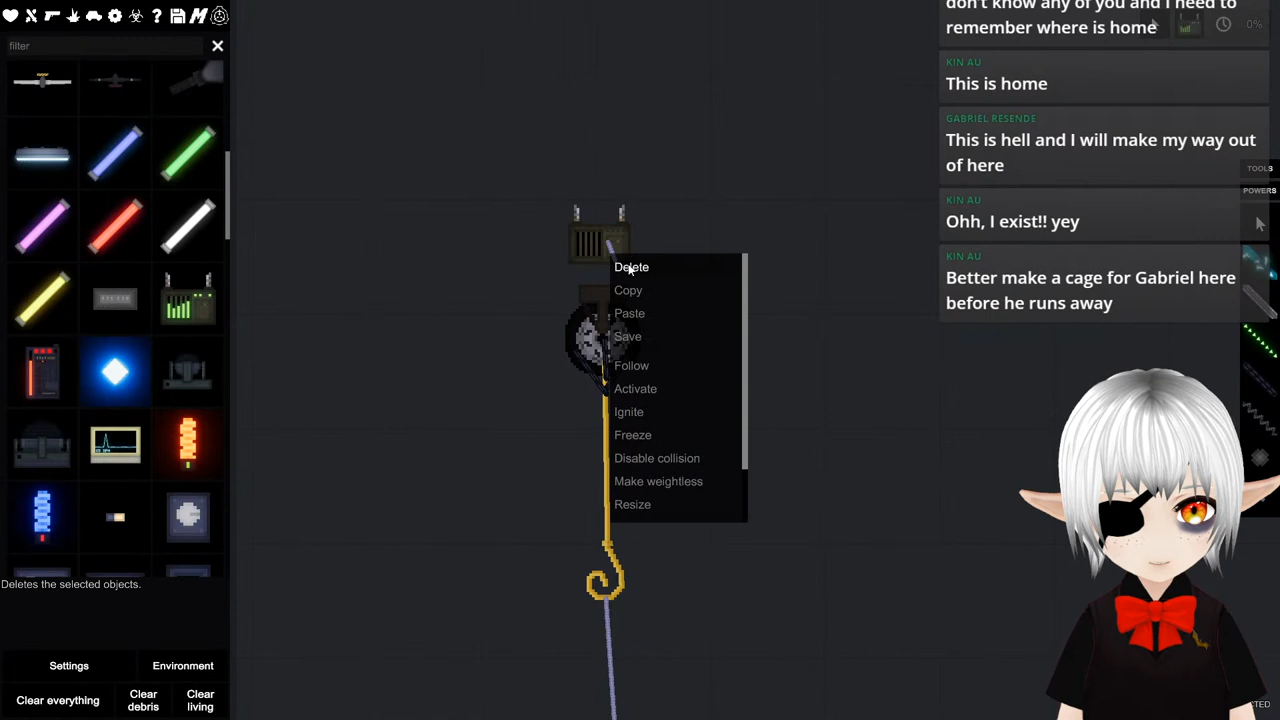 filter
Deletes the selected objects.
Settings
Environment
Clear everything
Clear
debris
Clear
living
Delete
Copy
Paste
Save
Follow
Activate
Ignite
Freeze
Disable collision
Make weightless
Resize
don't know any of you and I need to
remember where is home
0%
KIN AU
This is home
GABRIEL RESENDE
This is hell and I will make my way out
of here
KIN AU
Ohh, I exist!! yey
KIN AU
Better make a cage for Gabriel here
before he runs away
TOOLS
POWERS